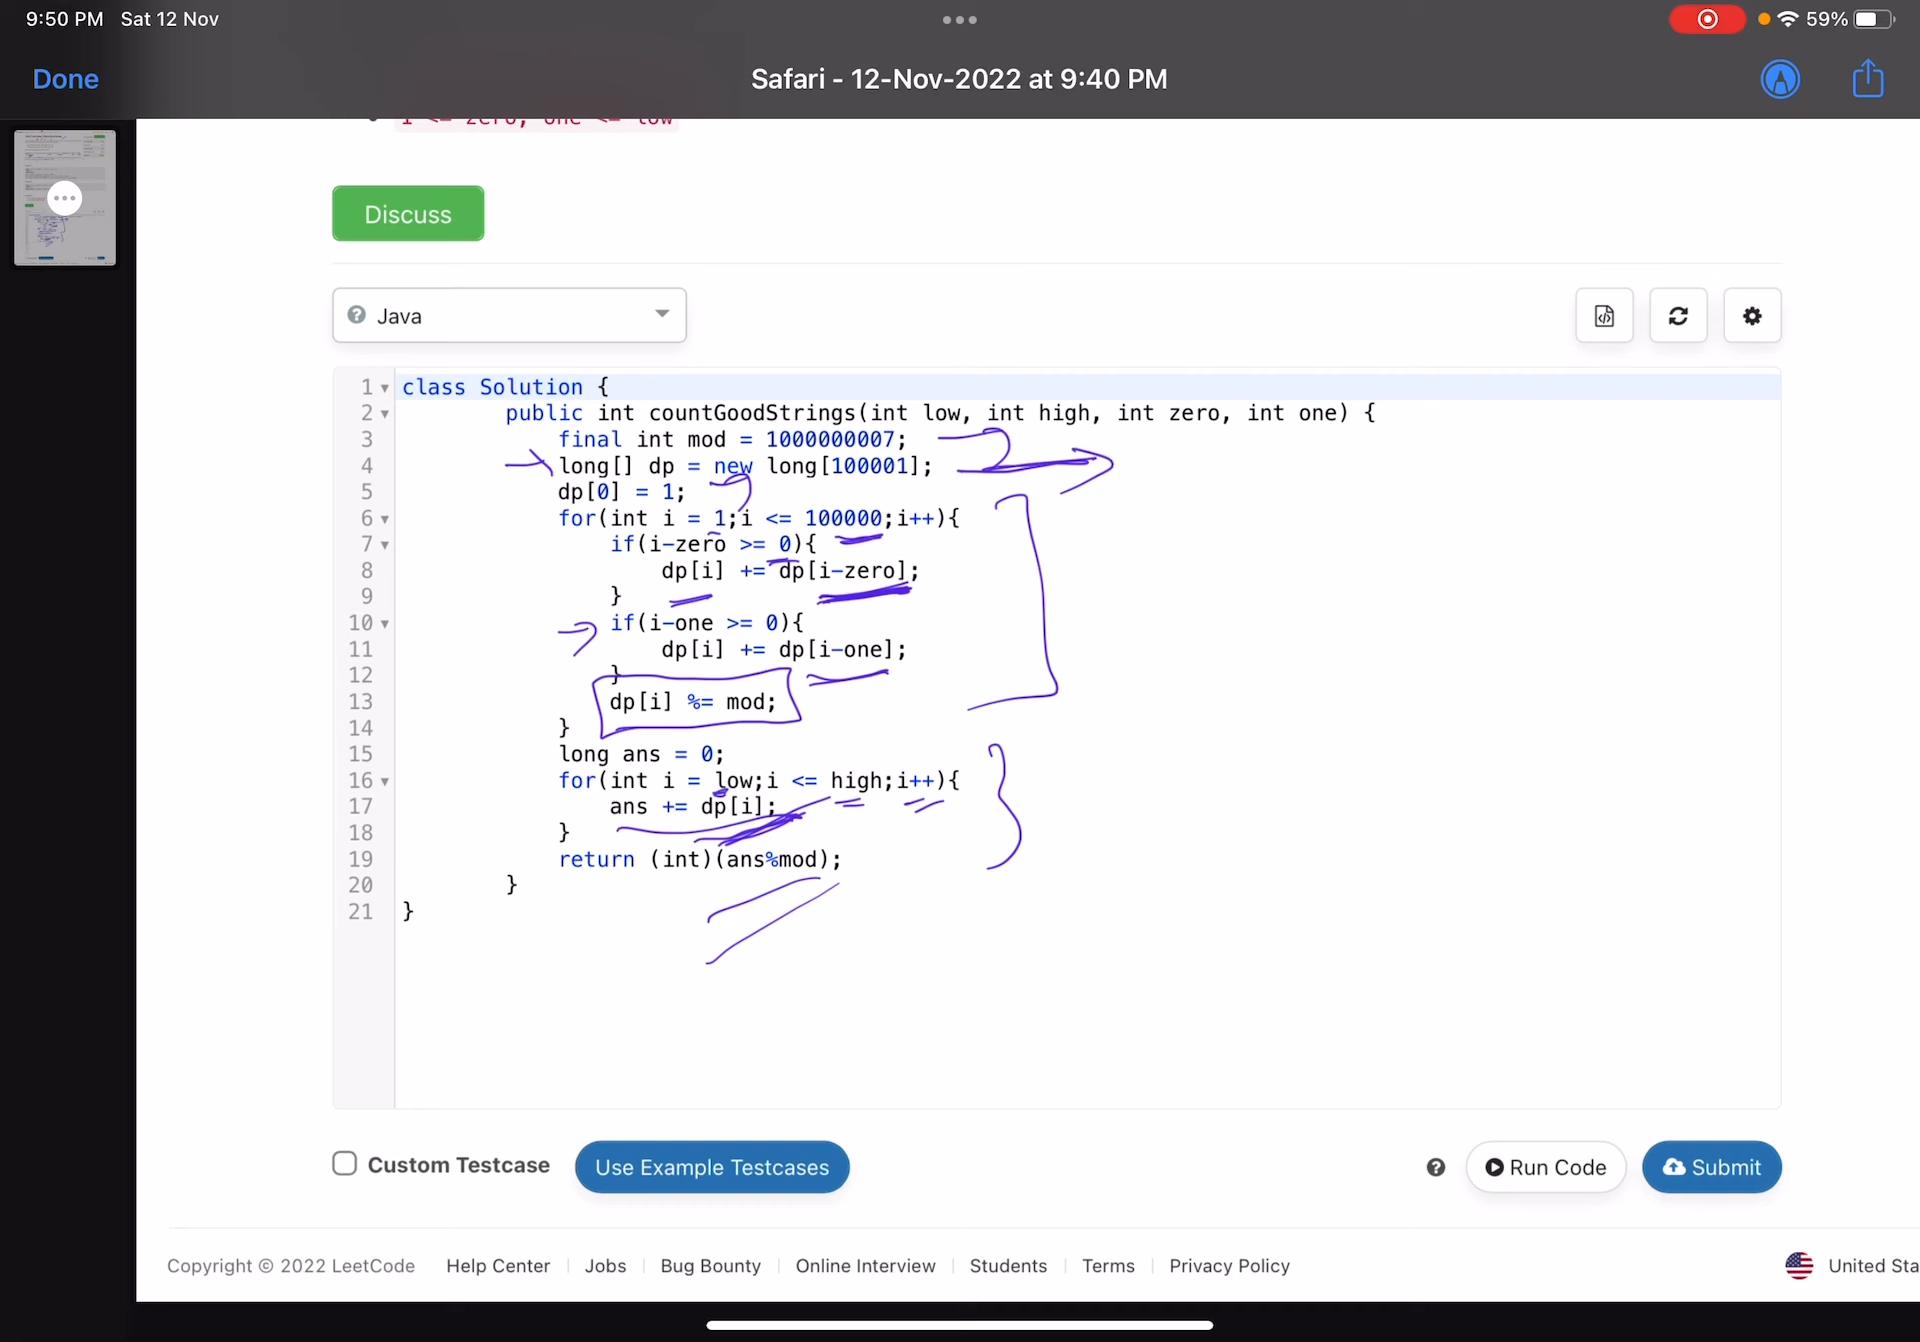 9:50 PM Sat 12 Nov
59%
Done
Safari - 12-Nov-2022 at 9:40 PM
1 <= zero, one <= low
Discuss
Java
1 class Solution {
2 public int countGoodStrings(int low, int high, int zero, int one) {
3 final int mod = 1000000007;
4 long[] dp = new long[100001];
5 dp[0] = 1;
6 for(int i = 1;i <= 100000;i++){
7 if(i-zero >= 0){
8 dp[i] += dp[i-zero];
9 }
10 if(i-one >= 0){
11 dp[i] += dp[i-one];
12 }
13 dp[i] %= mod;
14 }
15 long ans = 0;
16 for(int i = low;i <= high;i++){
17 ans += dp[i];
18 }
19 return (int)(ans%mod);
20 }
21 }
Custom Testcase
Use Example Testcases
Run Code
Submit
Copyright © 2022 LeetCode Help Center Jobs Bug Bounty Online Interview Students Terms Privacy Policy United Sta